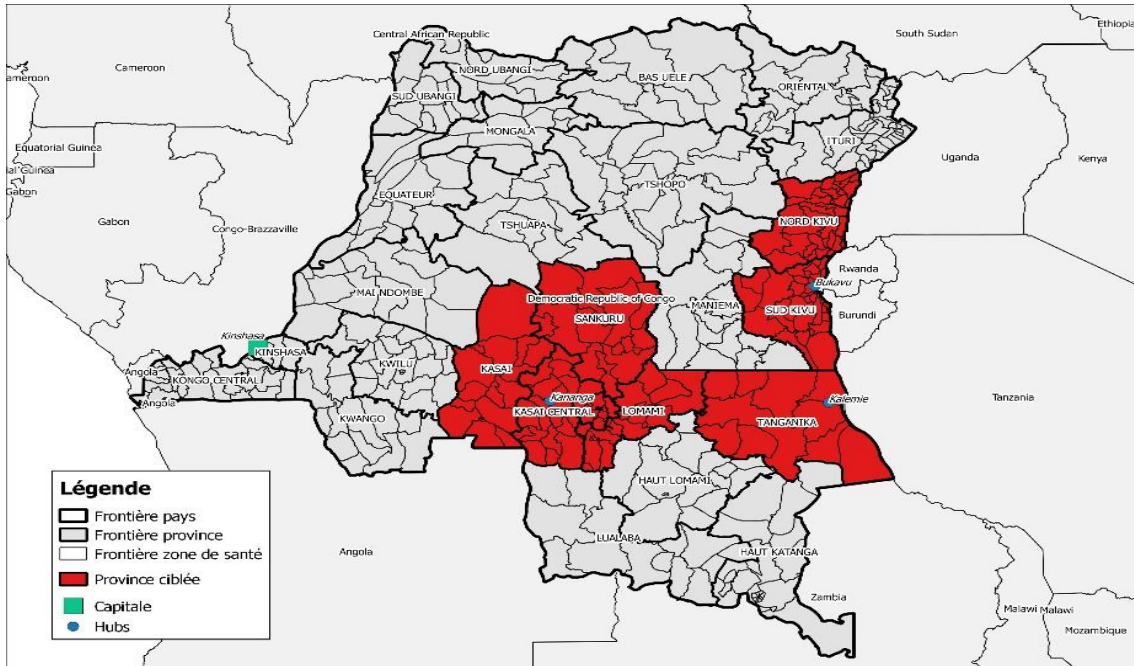 Central African Republic
South Sudan
Ethiopia
Cameroon
Cameroon
NORD UBANGI
BAS UELE
ORIENTAL
SUD UBANGI
MONGALA
ITURI
Equatorial Guinea
Uganda
Kenya
Gabon
EQUATEUR
TSHOPO
Gabon
Congo-Brazzaville
TSHUAPA
NORD KIVU
Rwanda
Bukavu
MAI NDOMBE
Democratic Republic of Congo
MANIEMA
SANKURU
SUD KIVU
Burundi
Kinshasa
KINSHASA
KWILU
KASAI
Angola
KONGO CENTRAL
Tanzania
Angola
Kananga
Kalemie
KASAI CENTRAL
LOMAMI
KWANGO
TANGANIKA
HAUT LOMAMI
LUALABA
Angola
HAUT KATANGA
Zambia
Malawi
Malawi
Mozambique
Légende
Frontière pays
Frontière province
Frontière zone de santé
Province ciblée
Capitale
Hubs